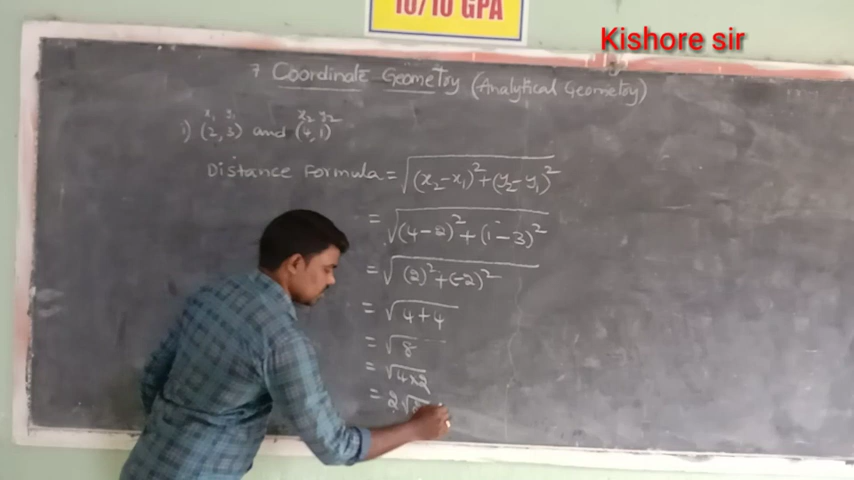 10/10 GPA
Kishore sir
7 Coordinate Geometry (Analytical Geometry)
x₁ y₁ x₂ y₂
i) (2,3) and (4,1)
Distance Formula = √(x₂-x₁)²+(y₂-y₁)²
= √(4-2)²+(1-3)²
= √(2)²+(-2)²
= √4+4
= √8
= √4×2
= 2√2